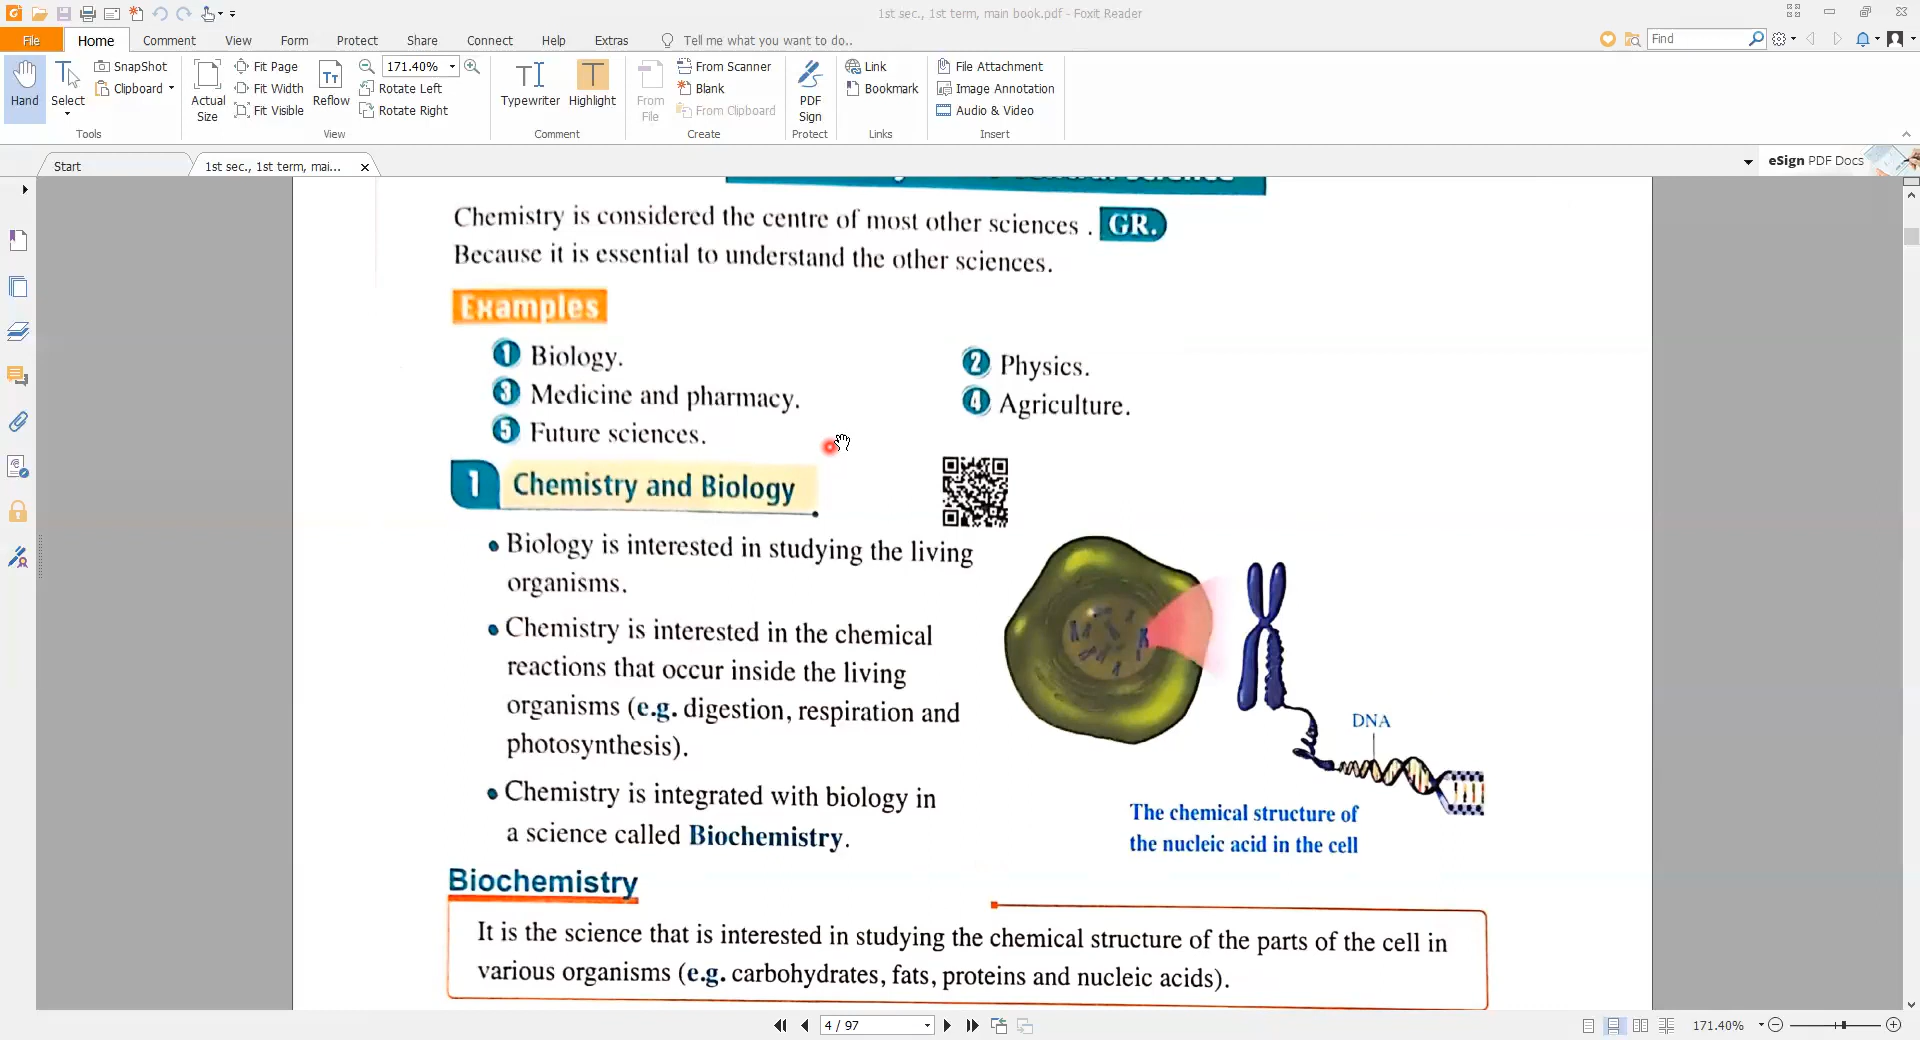 1st sec., 1st term, main book.pdf - Foxit Reader
File Home Comment View Form Protect Share Connect Help Extras Tell me what you want to do.. Find
Hand
Select
SnapShot
Clipboard
Tools
Actual Size
Fit Page
Fit Width
Fit Visible
Reflow
171.40%
Rotate Left
Rotate Right
View
Typewriter
Highlight
Comment
From File
From Scanner
Blank
From Clipboard
Create
PDF Sign
Protect
Link
Bookmark
Links
File Attachment
Image Annotation
Audio & Video
Insert
Start
1st sec., 1st term, mai...
eSign PDF Docs
Chemistry is considered the centre of most other sciences . GR.
Because it is essential to understand the other sciences.
Examples
1 Biology.
2 Physics.
3 Medicine and pharmacy.
4 Agriculture.
5 Future sciences.
1 Chemistry and Biology
• Biology is interested in studying the living
organisms.
• Chemistry is interested in the chemical
reactions that occur inside the living
organisms (e.g. digestion, respiration and
photosynthesis).
• Chemistry is integrated with biology in
a science called Biochemistry.
DNA
The chemical structure of
the nucleic acid in the cell
Biochemistry
It is the science that is interested in studying the chemical structure of the parts of the cell in
various organisms (e.g. carbohydrates, fats, proteins and nucleic acids).
4 / 97
171.40%